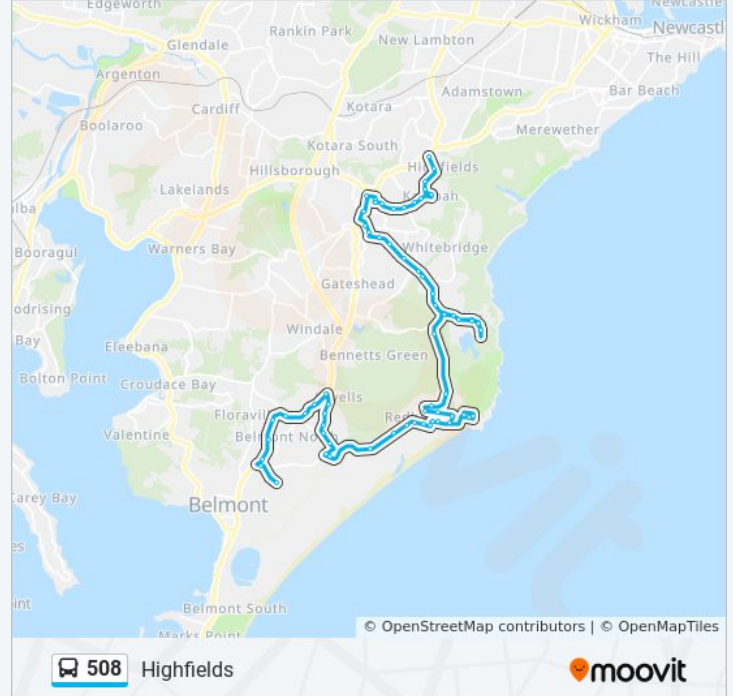 Edgeworth
Newcastle
Wickham
Rankin Park
Newcastl
Glendale
New Lambton
The Hill
Argenton
Adamstown
Bar Beach
Cardiff
Kotara
Boolaroo
Merewether
Kotara South
Hillsborough
Lakelands
Whitebridge
Warners Bay
Booragul
Gateshead
Windale
Eleebana
Bay
Bennetts Green
Bolton Point
Croudace Bay
Valentine
Carey Bay
Belmont
Belmont South
Marks Point
© OpenStreetMap contributors | © OpenMapTiles
508 Highfields
moovit